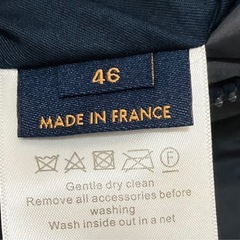 46
MADE IN FRANCE
F
Gentle dry clean
Remove all accessories before
washing
Wash inside out in a net